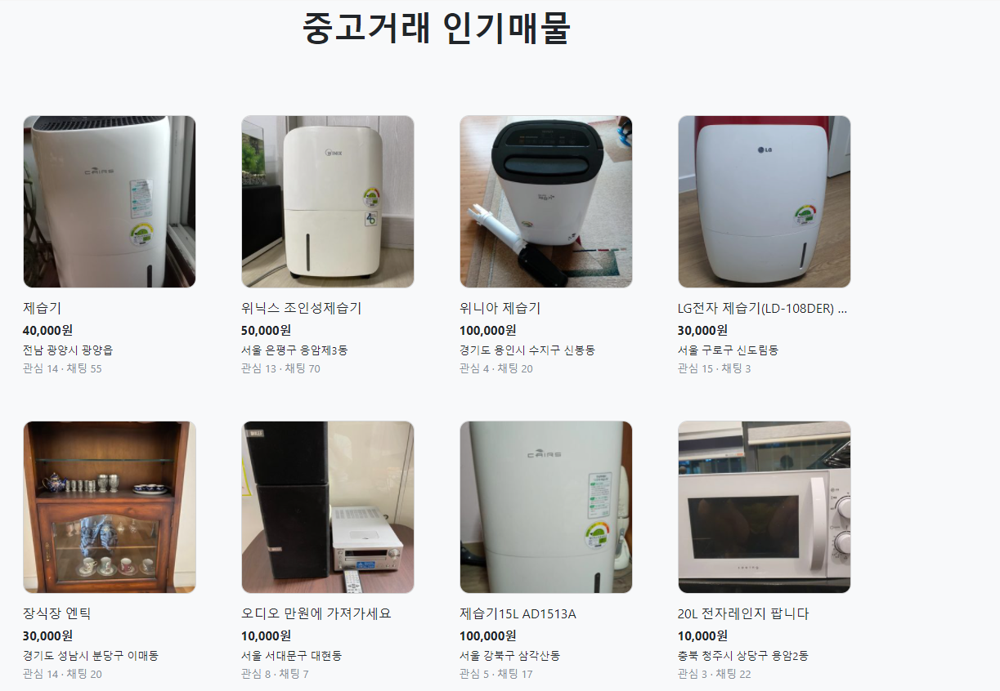 중고거래 인기매물
CAIRS
WINIX
LG
제습기
40,000원
전남 광양시 광양읍
관심 14 ∙ 채팅 55
위닉스 조인성제습기
50,000원
서울 은평구 응암제3동
관심 13 ∙ 채팅 70
위니아 제습기
100,000원
경기도 용인시 수지구 신봉동
관심 4 ∙ 채팅 20
LG전자 제습기(LD-108DER) ...
30,000원
서울 구로구 신도림동
관심 15 ∙ 채팅 3
CAIRS
장식장 엔틱
30,000원
경기도 성남시 분당구 이매동
관심 14 ∙ 채팅 20
오디오 만원에 가져가세요
10,000원
서울 서대문구 대현동
관심 8 ∙ 채팅 7
제습기15L AD1513A
100,000원
서울 강북구 삼각산동
관심 5 ∙ 채팅 17
20L 전자레인지 팝니다
10,000원
충북 청주시 상당구 용암2동
관심 3 ∙ 채팅 22